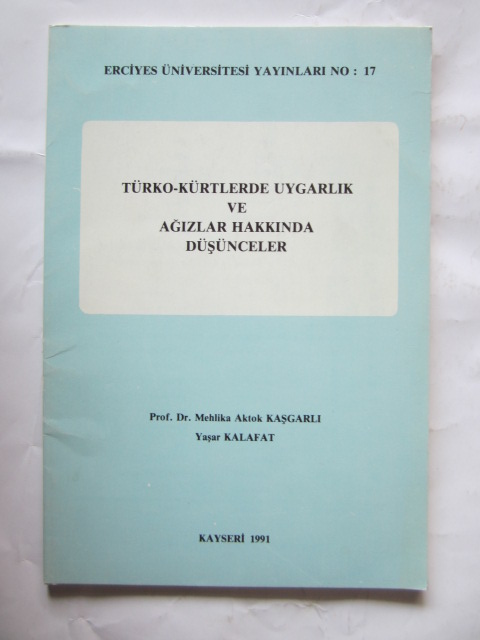 ERCİYES ÜNİVERSİTESİ YAYINLARI NO : 17
TÜRKO-KÜRTLERDE UYGARLIK
VE
AĞIZLAR HAKKINDA
DÜŞÜNCELER
Prof. Dr. Mehlika Aktok KAŞGARLI
Yaşar KALAFAT
KAYSERİ 1991